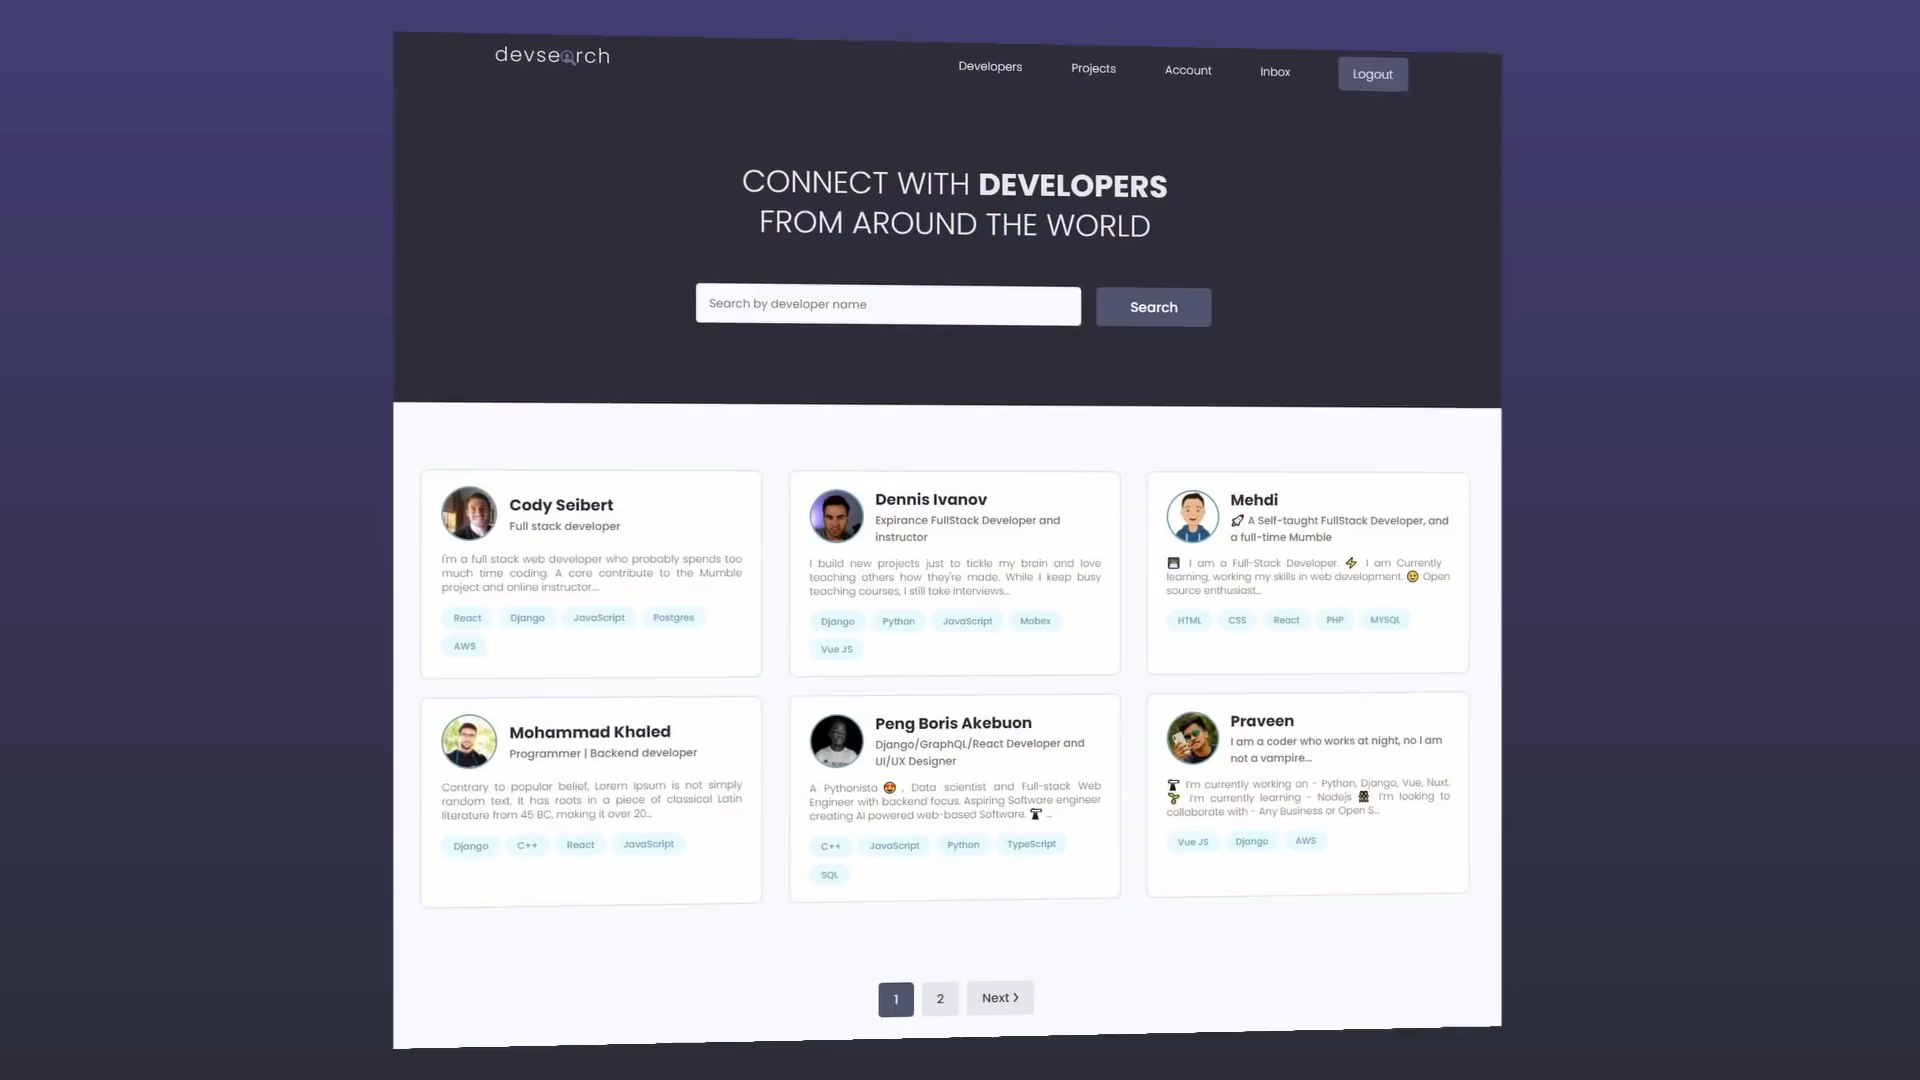 devsearch
Developers
Projects
Account
Inbox
Logout
CONNECT WITH DEVELOPERS
FROM AROUND THE WORLD
Search by developer name
Search
Cody Seibert
Full stack developer
I'm a full stack web developer who probably spends too
much time coding. A core contribute to the Mumble
project and online instructor....
React
Django
JavaScript
Postgres
AWS
Dennis Ivanov
Expirance FullStack Developer and
instructor
I build new projects just to tickle my brain and love
teaching others how they're made. While I keep busy
teaching courses, I still take interviews...
Django
Python
JavaScript
Mobex
Vue JS
Mehdi
🚀 A Self-taught FullStack Developer, and
a full-time Mumble
I am a Full-Stack Developer. ⚡ I am Currently
learning, working my skills in web development. Open
source enthusiast...
HTML
CSS
React
PHP
MYSQL
Mohammad Khaled
Programmer | Backend developer
Contrary to popular belief, Lorem Ipsum is not simply
random text. It has roots in a piece of classical Latin
literature from 45 BC, making it over 20...
Django
C++
React
JavaScript
Peng Boris Akebuon
Django/GraphQL/React Developer and
UI/UX Designer
A Pythonista 🤩 , Data scientist and Full-stack Web
Engineer with backend focus. Aspiring Software engineer
creating AI powered web-based Software. ...
C++
JavaScript
Python
TypeScript
SQL
Praveen
I am a coder who works at night, no I am
not a vampire...
I'm currently working on - Python, Django, Vue, Nuxt.
🌱 I'm currently learning - Nodejs I'm looking to
collaborate with - Any Business or Open S...
Vue JS
Django
AWS
1
2
Next ❯